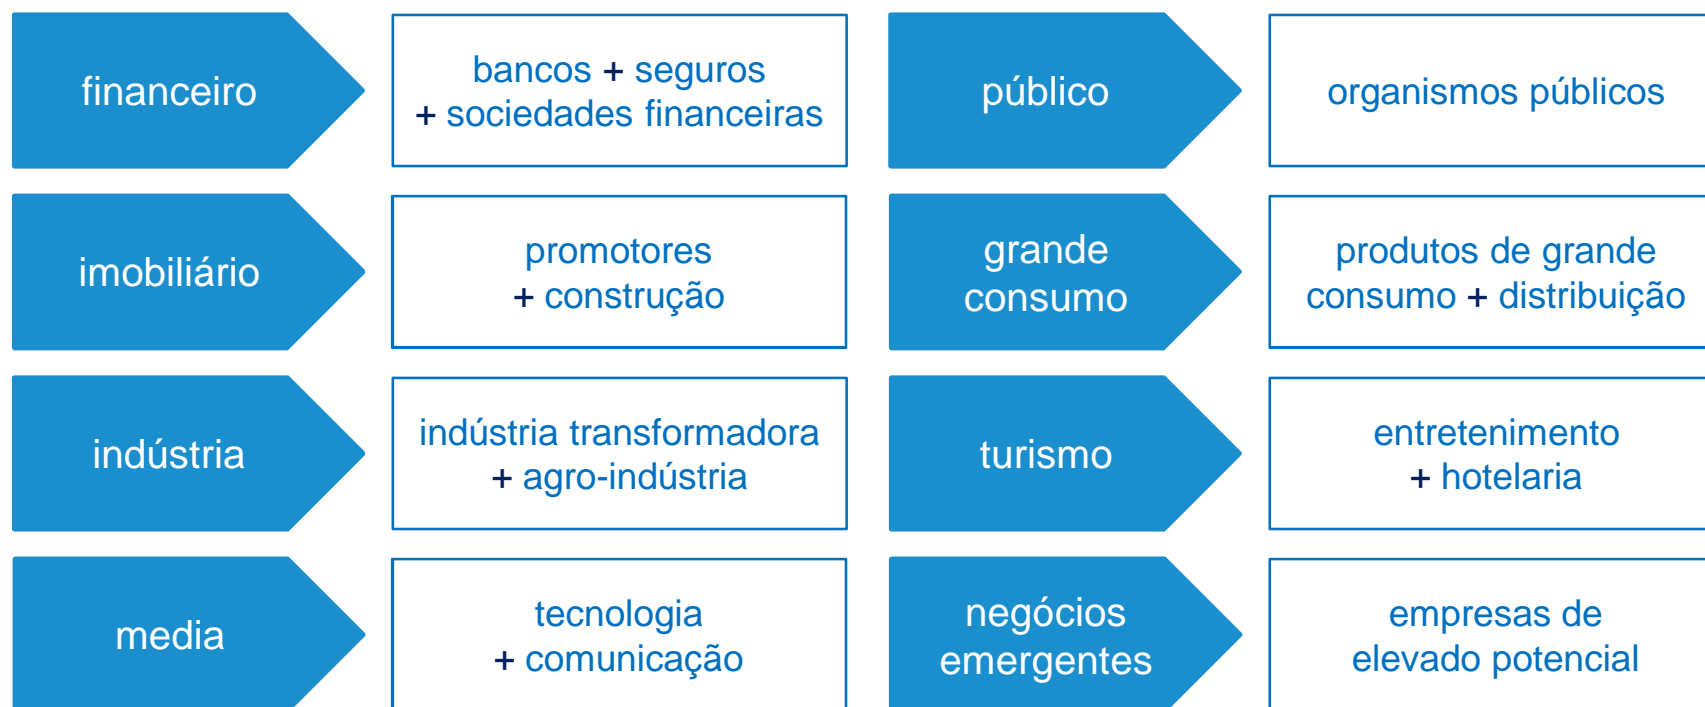 financeiro
bancos + seguros
+ sociedades financeiras
público
organismos públicos
imobiliário
promotores
+ construção
grande
consumo
produtos de grande
consumo + distribuição
indústria
indústria transformadora
+ agro-indústria
turismo
entretenimento
+ hotelaria
media
tecnologia
+ comunicação
negócios
emergentes
empresas de
elevado potencial